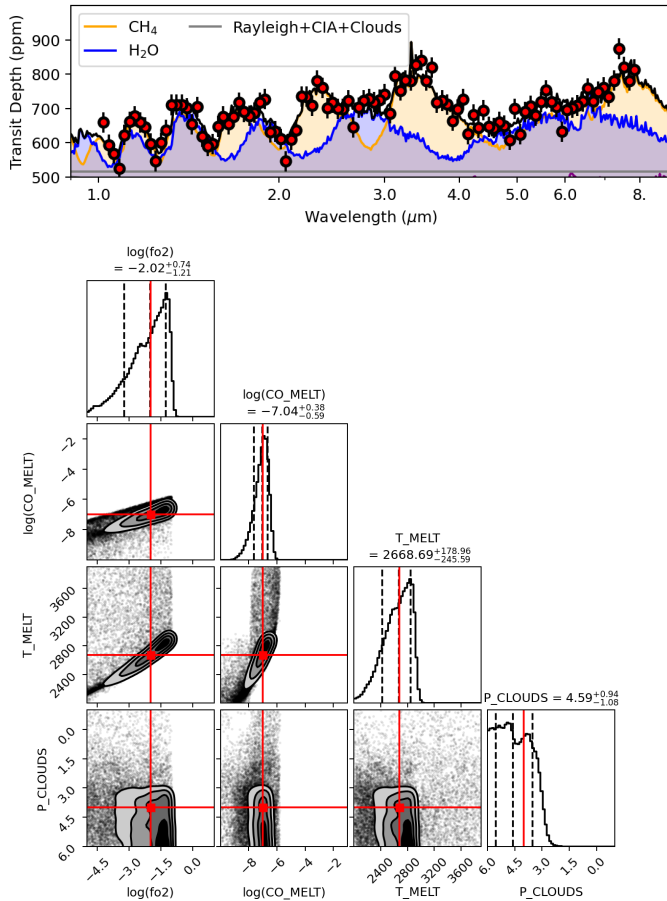 CH₄
H₂O
Rayleigh+CIA+Clouds
Transit Depth (ppm)
900
800
700
600
500
1.0
2.0
3.0
4.0
5.0
6.0
8.
Wavelength (μm)
log(fo2)
= −2.02 +0.74 −1.21
log(CO_MELT)
= −7.04 +0.38 −0.59
log(CO_MELT)
−2
−4
−6
−8
T_MELT
= 2668.69 +178.96 −245.59
T_MELT
3600
3200
2800
2400
P_CLOUDS = 4.59 +0.94 −1.08
P_CLOUDS
0.0
1.5
3.0
4.5
6.0
−4.5
−3.0
−1.5
0.0
log(fo2)
−8
−6
−4
−2
log(CO_MELT)
2400
2800
3200
3600
T_MELT
6.0
4.5
3.0
1.5
0.0
P_CLOUDS